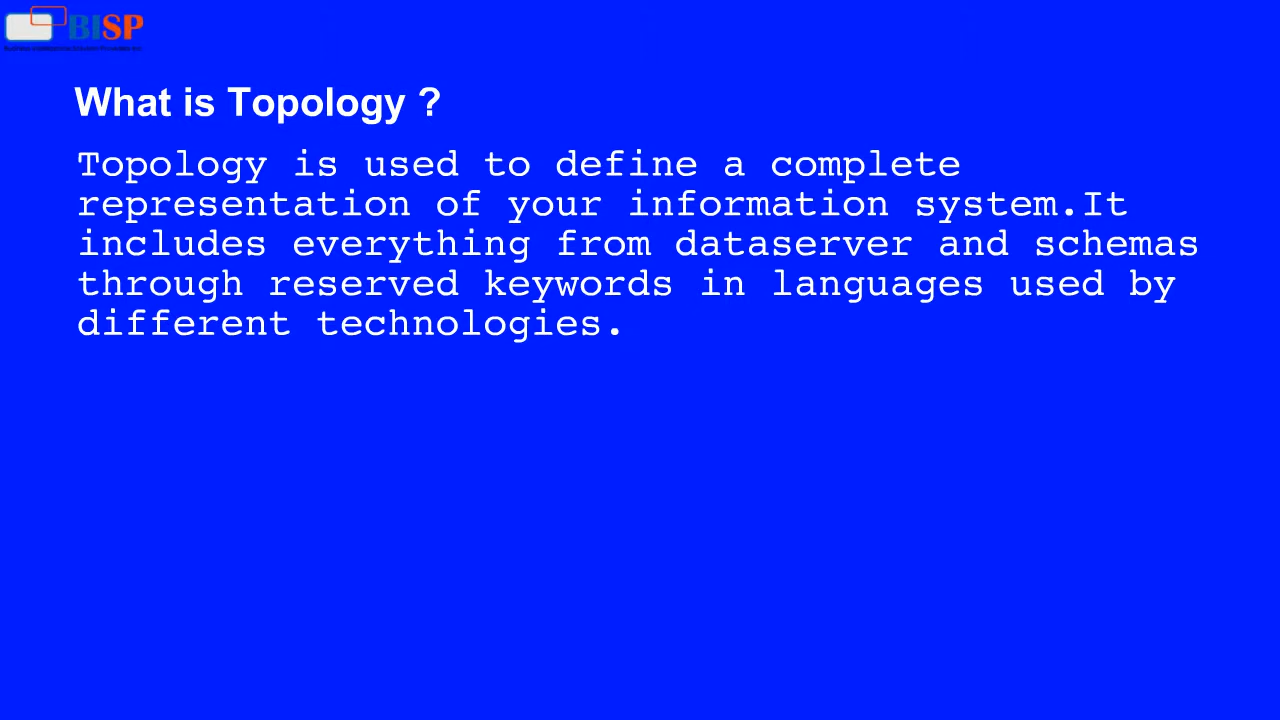 BISP
What is Topology ?
Topology is used to define a complete
representation of your information system.It
includes everything from dataserver and schemas
through reserved keywords in languages used by
different technologies.